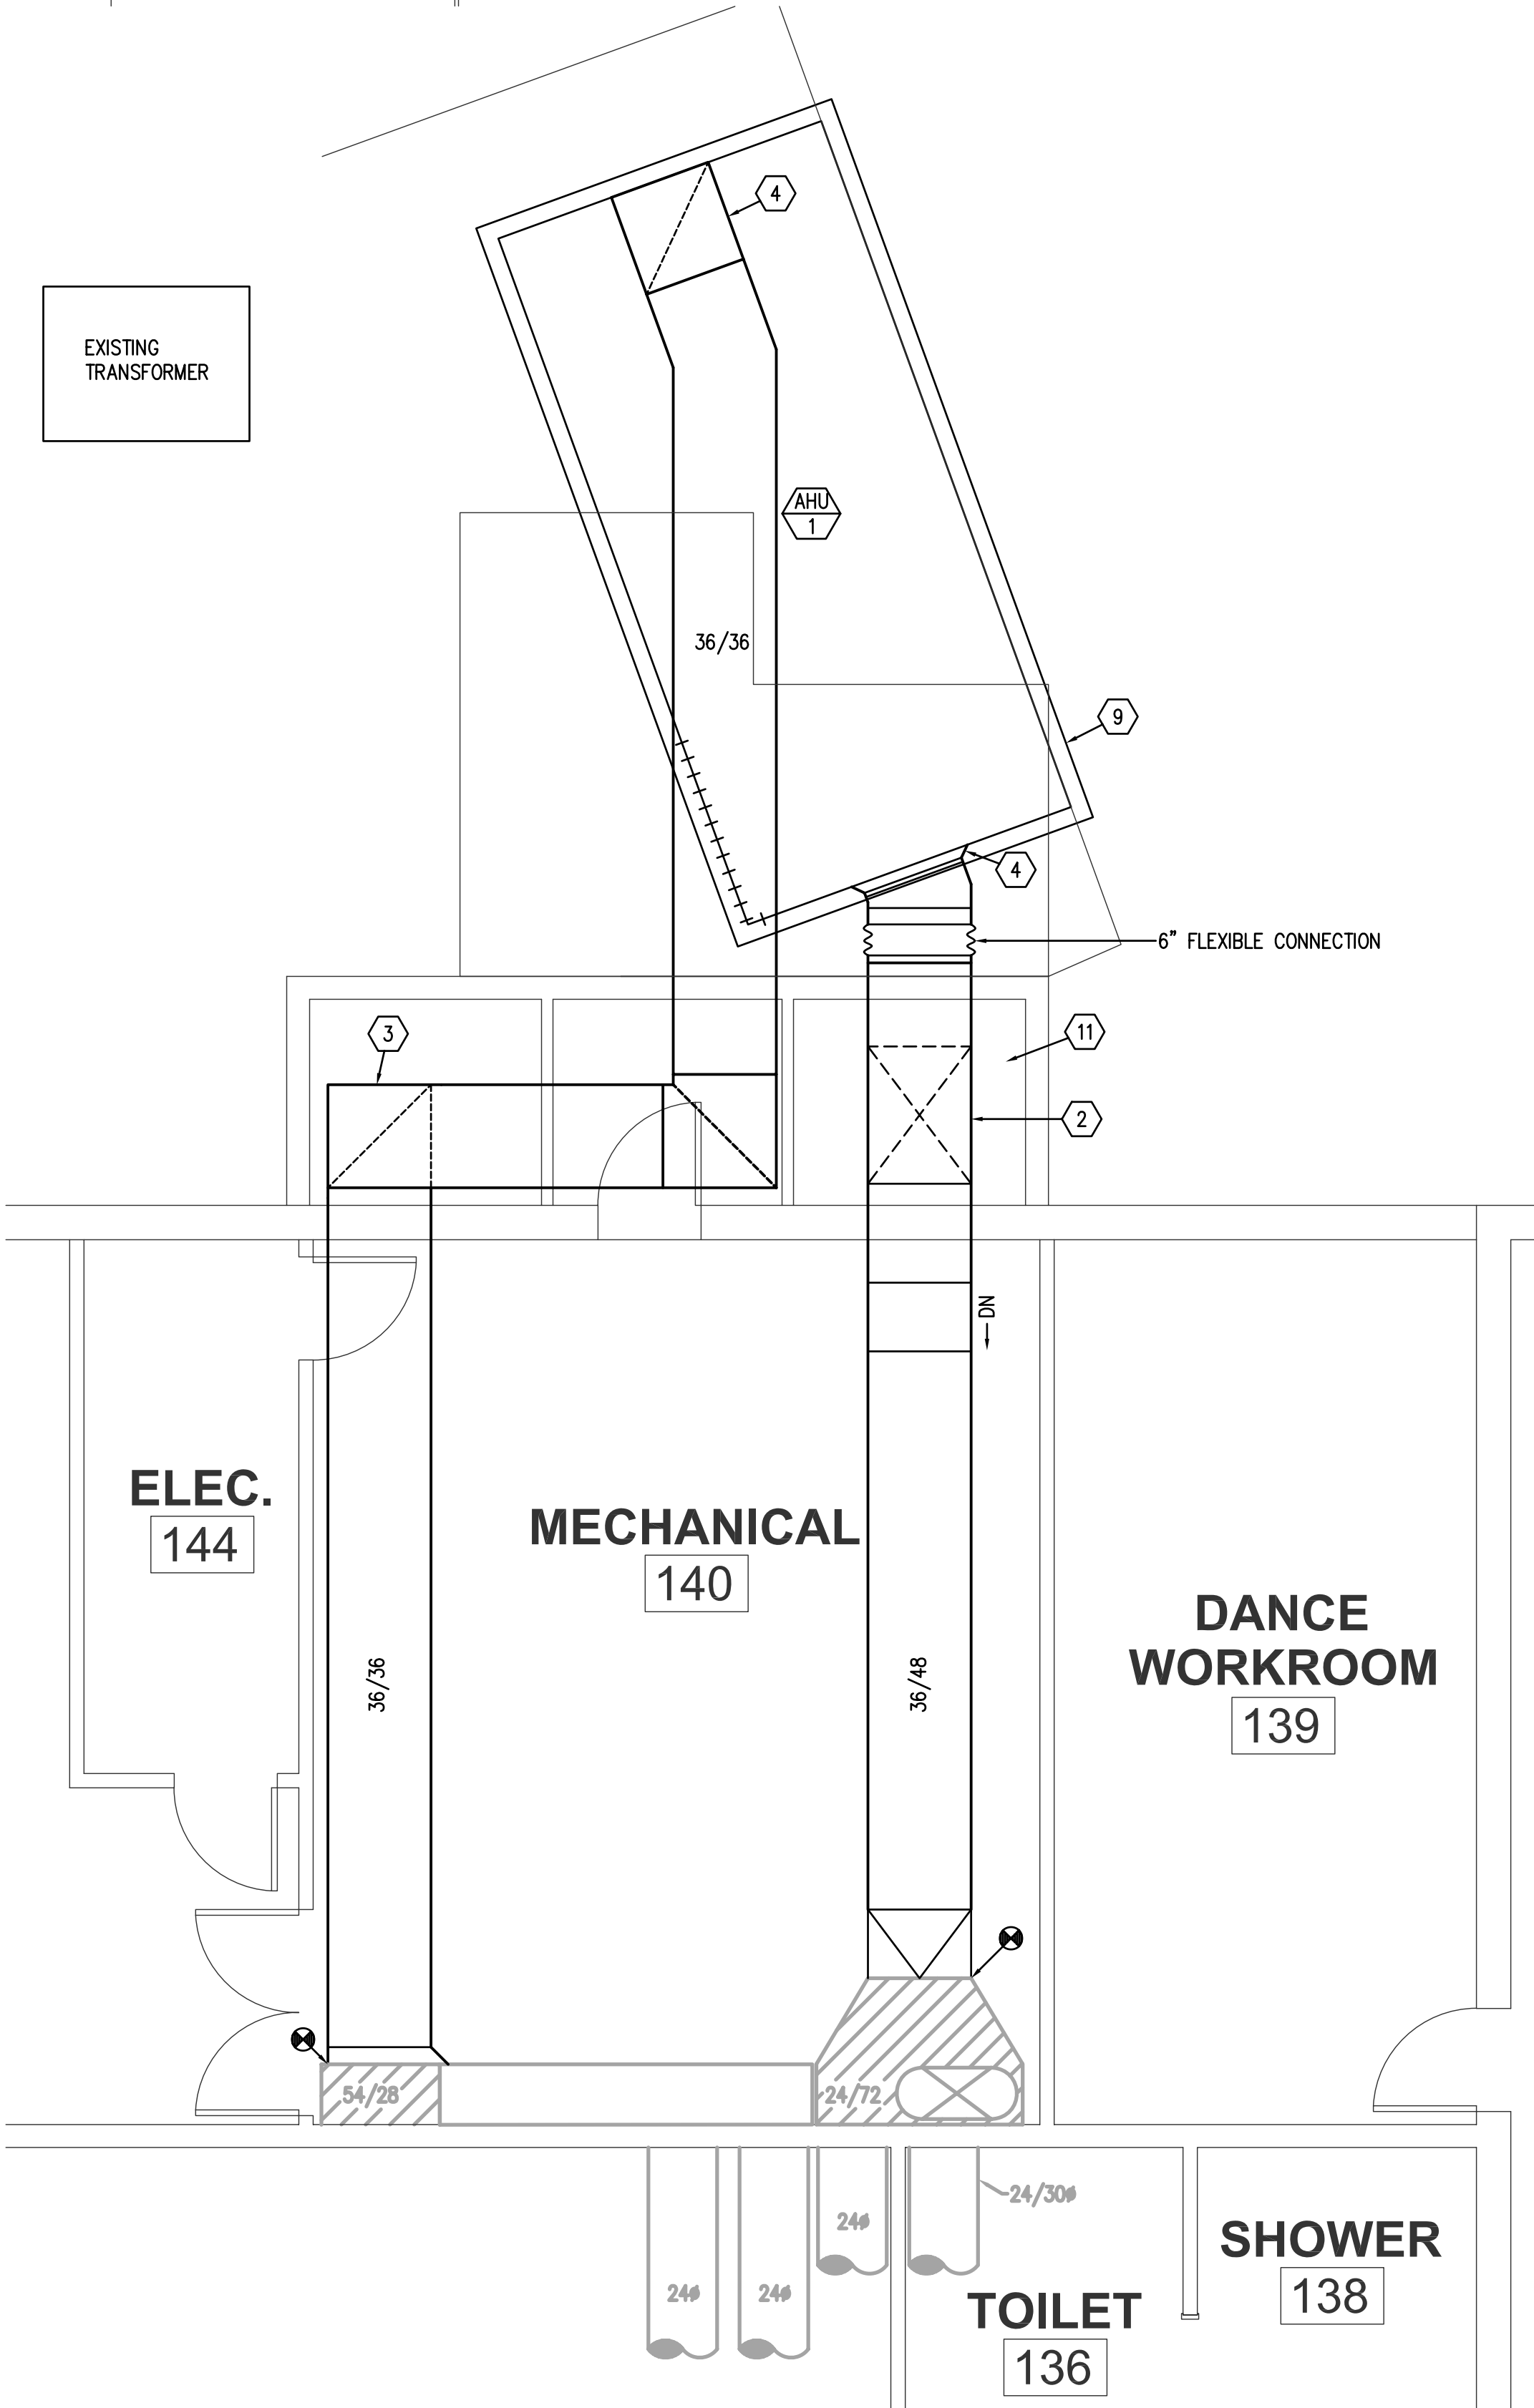 4
EXISTING
TRANSFORMER
AHU
1
36/36
9
4
6" FLEXIBLE CONNECTION
3
11
2
DN
ELEC.
144
MECHANICAL
140
DANCE
WORKROOM
139
36/36
36/48
54/28
24/72
24/30ø
24ø
24ø
24ø
SHOWER
138
TOILET
136